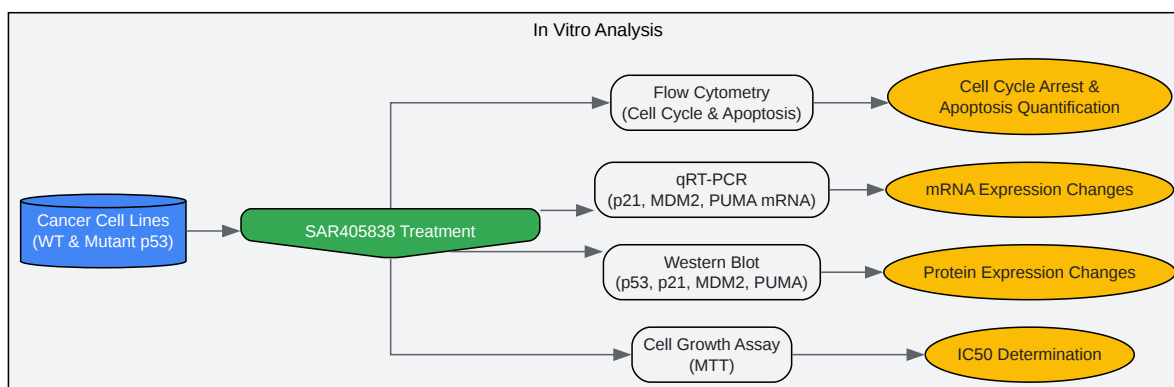 In Vitro Analysis
Cancer Cell Lines
(WT & Mutant p53)
SAR405838 Treatment
Flow Cytometry
(Cell Cycle & Apoptosis)
Cell Cycle Arrest &
Apoptosis Quantification
qRT-PCR
(p21, MDM2, PUMA mRNA)
mRNA Expression Changes
Western Blot
(p53, p21, MDM2, PUMA)
Protein Expression Changes
Cell Growth Assay
(MTT)
IC50 Determination